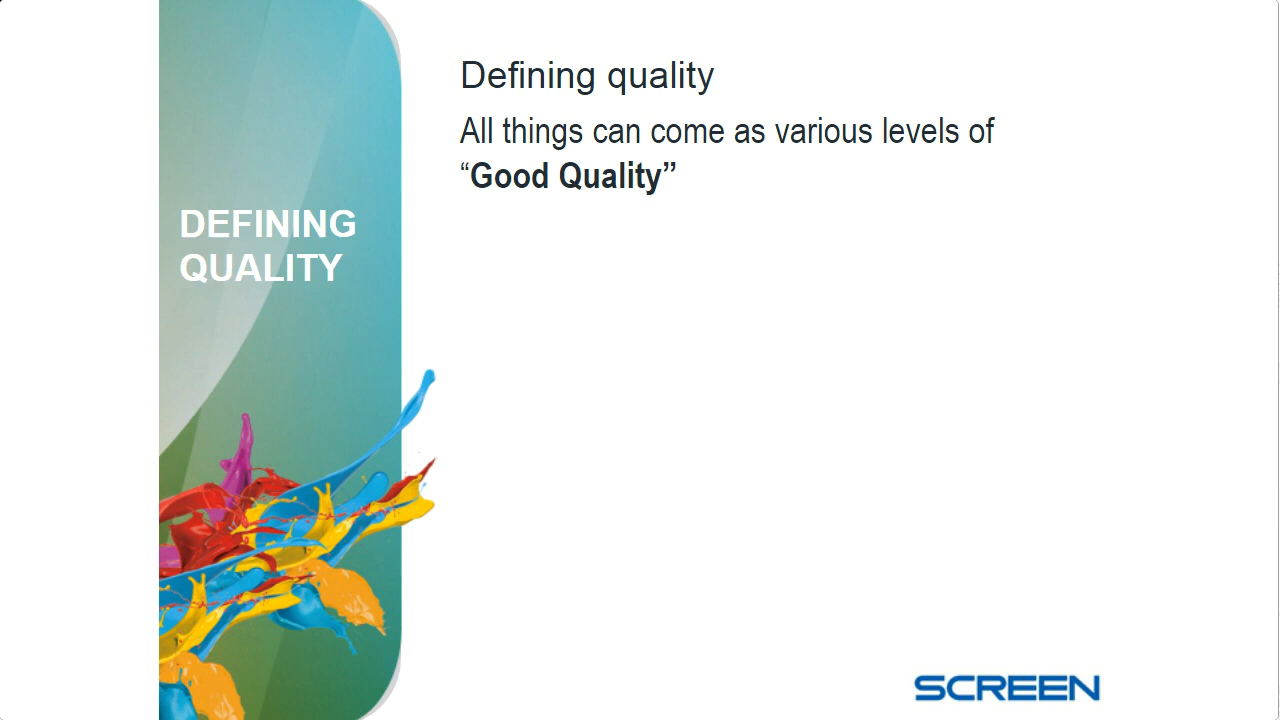 DEFINING
QUALITY
Defining quality
All things can come as various levels of
“Good Quality”
SCREEN